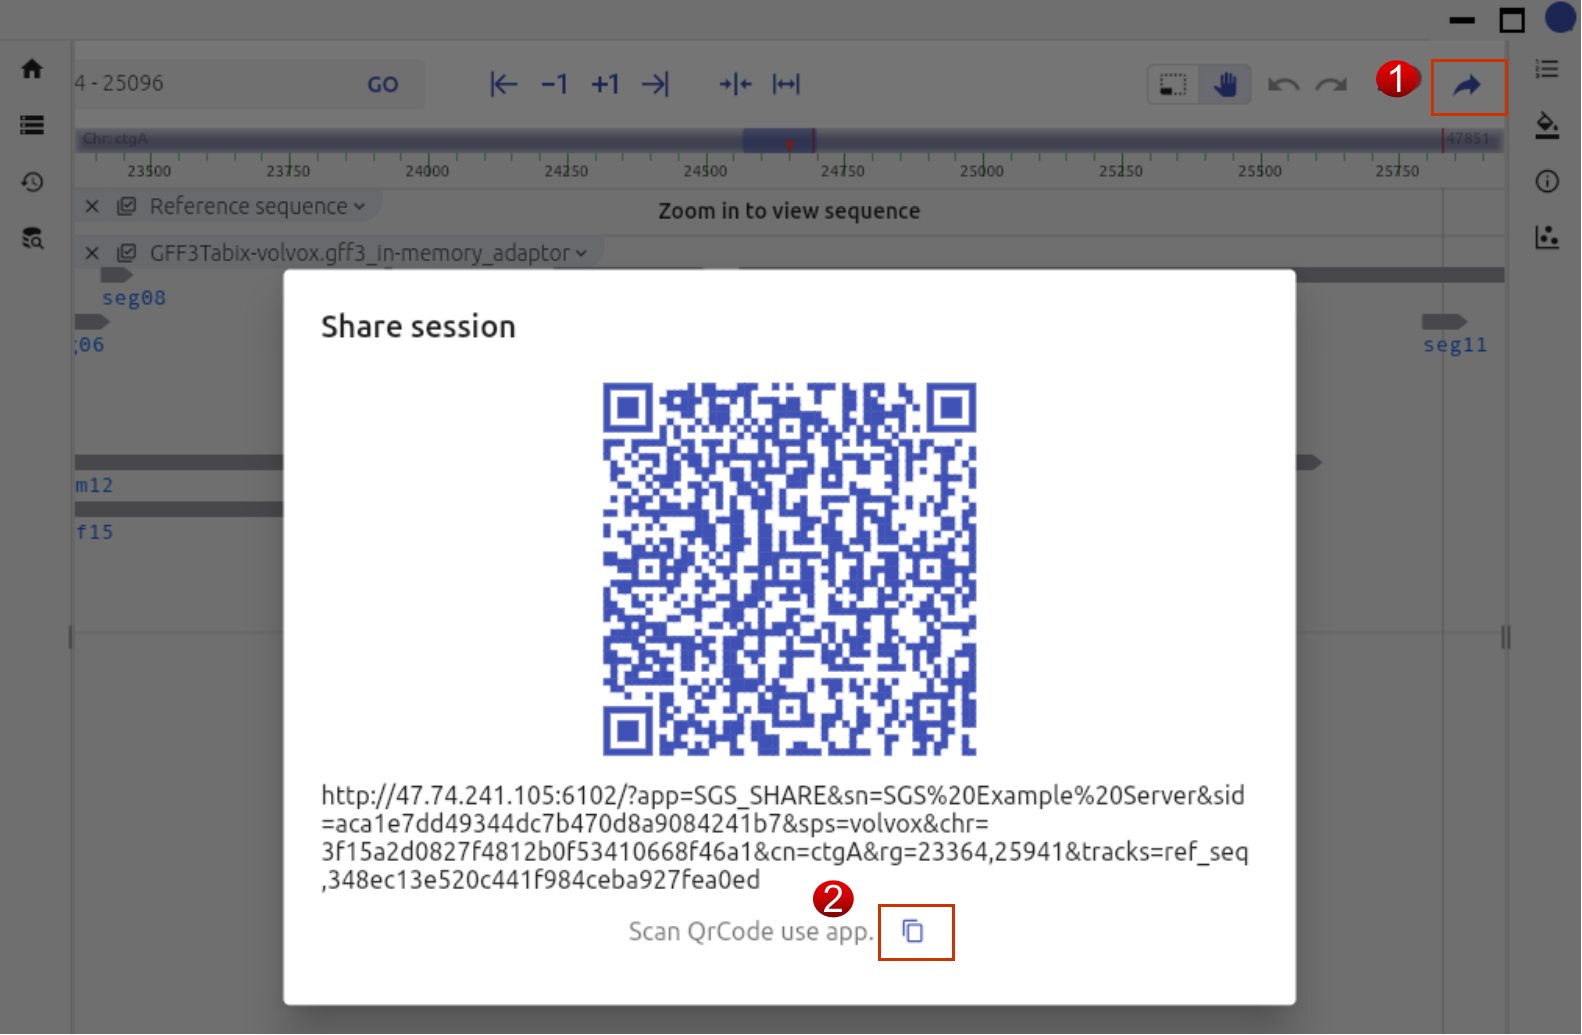 1
4 - 25096 GO −1 +1
Chr: ctgA 47851
23500 23750 24000 24250 24500 24750 25000 25250 25500 25750
Reference sequence
Zoom in to view sequence
GFF3Tabix-volvox.gff3_in-memory_adaptor
seg08
06
seg11
m12
f15
Share session
http://47.74.241.105:6102/?app=SGS_SHARE&sn=SGS%20Example%20Server&sid
=aca1e7dd49344dc7b470d8a9084241b7&sps=volvox&chr=
3f15a2d0827f4812b0f53410668f46a1&cn=ctgA&rg=23364,25941&tracks=ref_seq
,348ec13e520c441f984ceba927fea0ed
2
Scan QrCode use app.